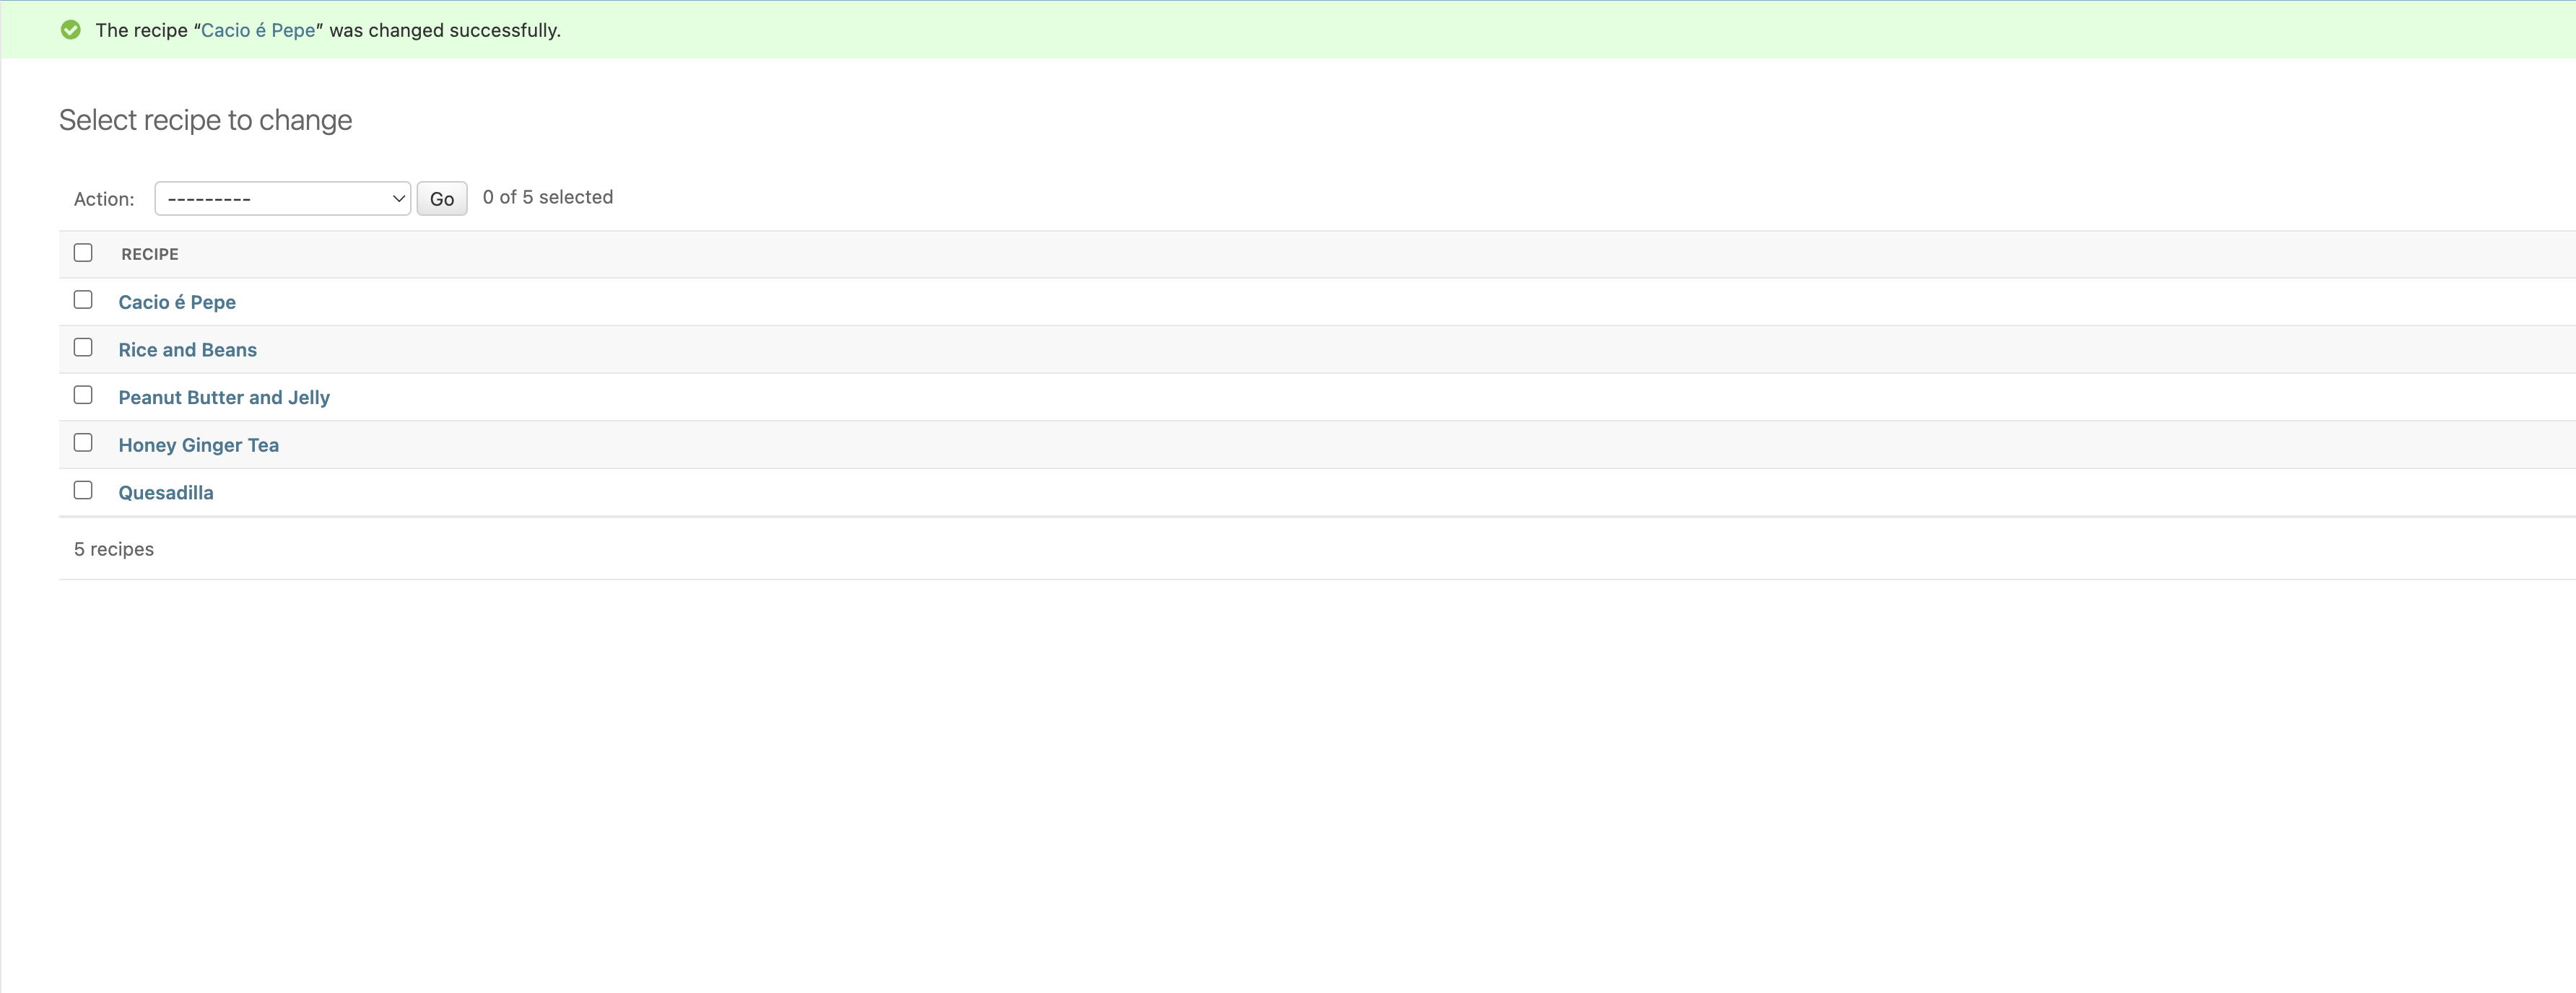 The recipe “Cacio é Pepe” was changed successfully.
Select recipe to change
Action: --------- Go 0 of 5 selected
RECIPE
Cacio é Pepe
Rice and Beans
Peanut Butter and Jelly
Honey Ginger Tea
Quesadilla
5 recipes